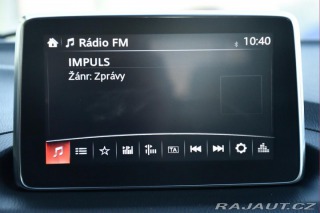 Rádio FM 10:40
IMPULS
Žánr: Zprávy
TA
RAJAUT.CZ